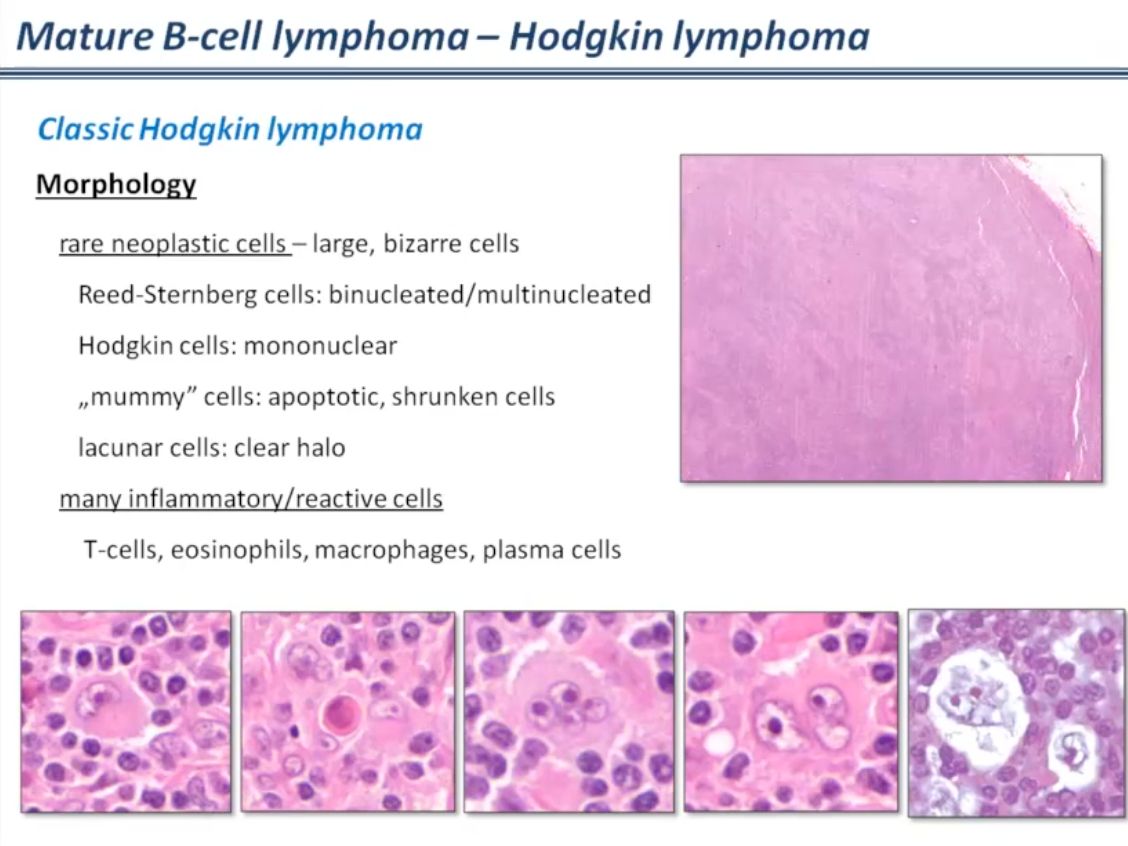 Mature B-cell lymphoma – Hodgkin lymphoma
Classic Hodgkin lymphoma
Morphology
rare neoplastic cells – large, bizarre cells
Reed-Sternberg cells: binucleated/multinucleated
Hodgkin cells: mononuclear
„mummy” cells: apoptotic, shrunken cells
lacunar cells: clear halo
many inflammatory/reactive cells
T-cells, eosinophils, macrophages, plasma cells